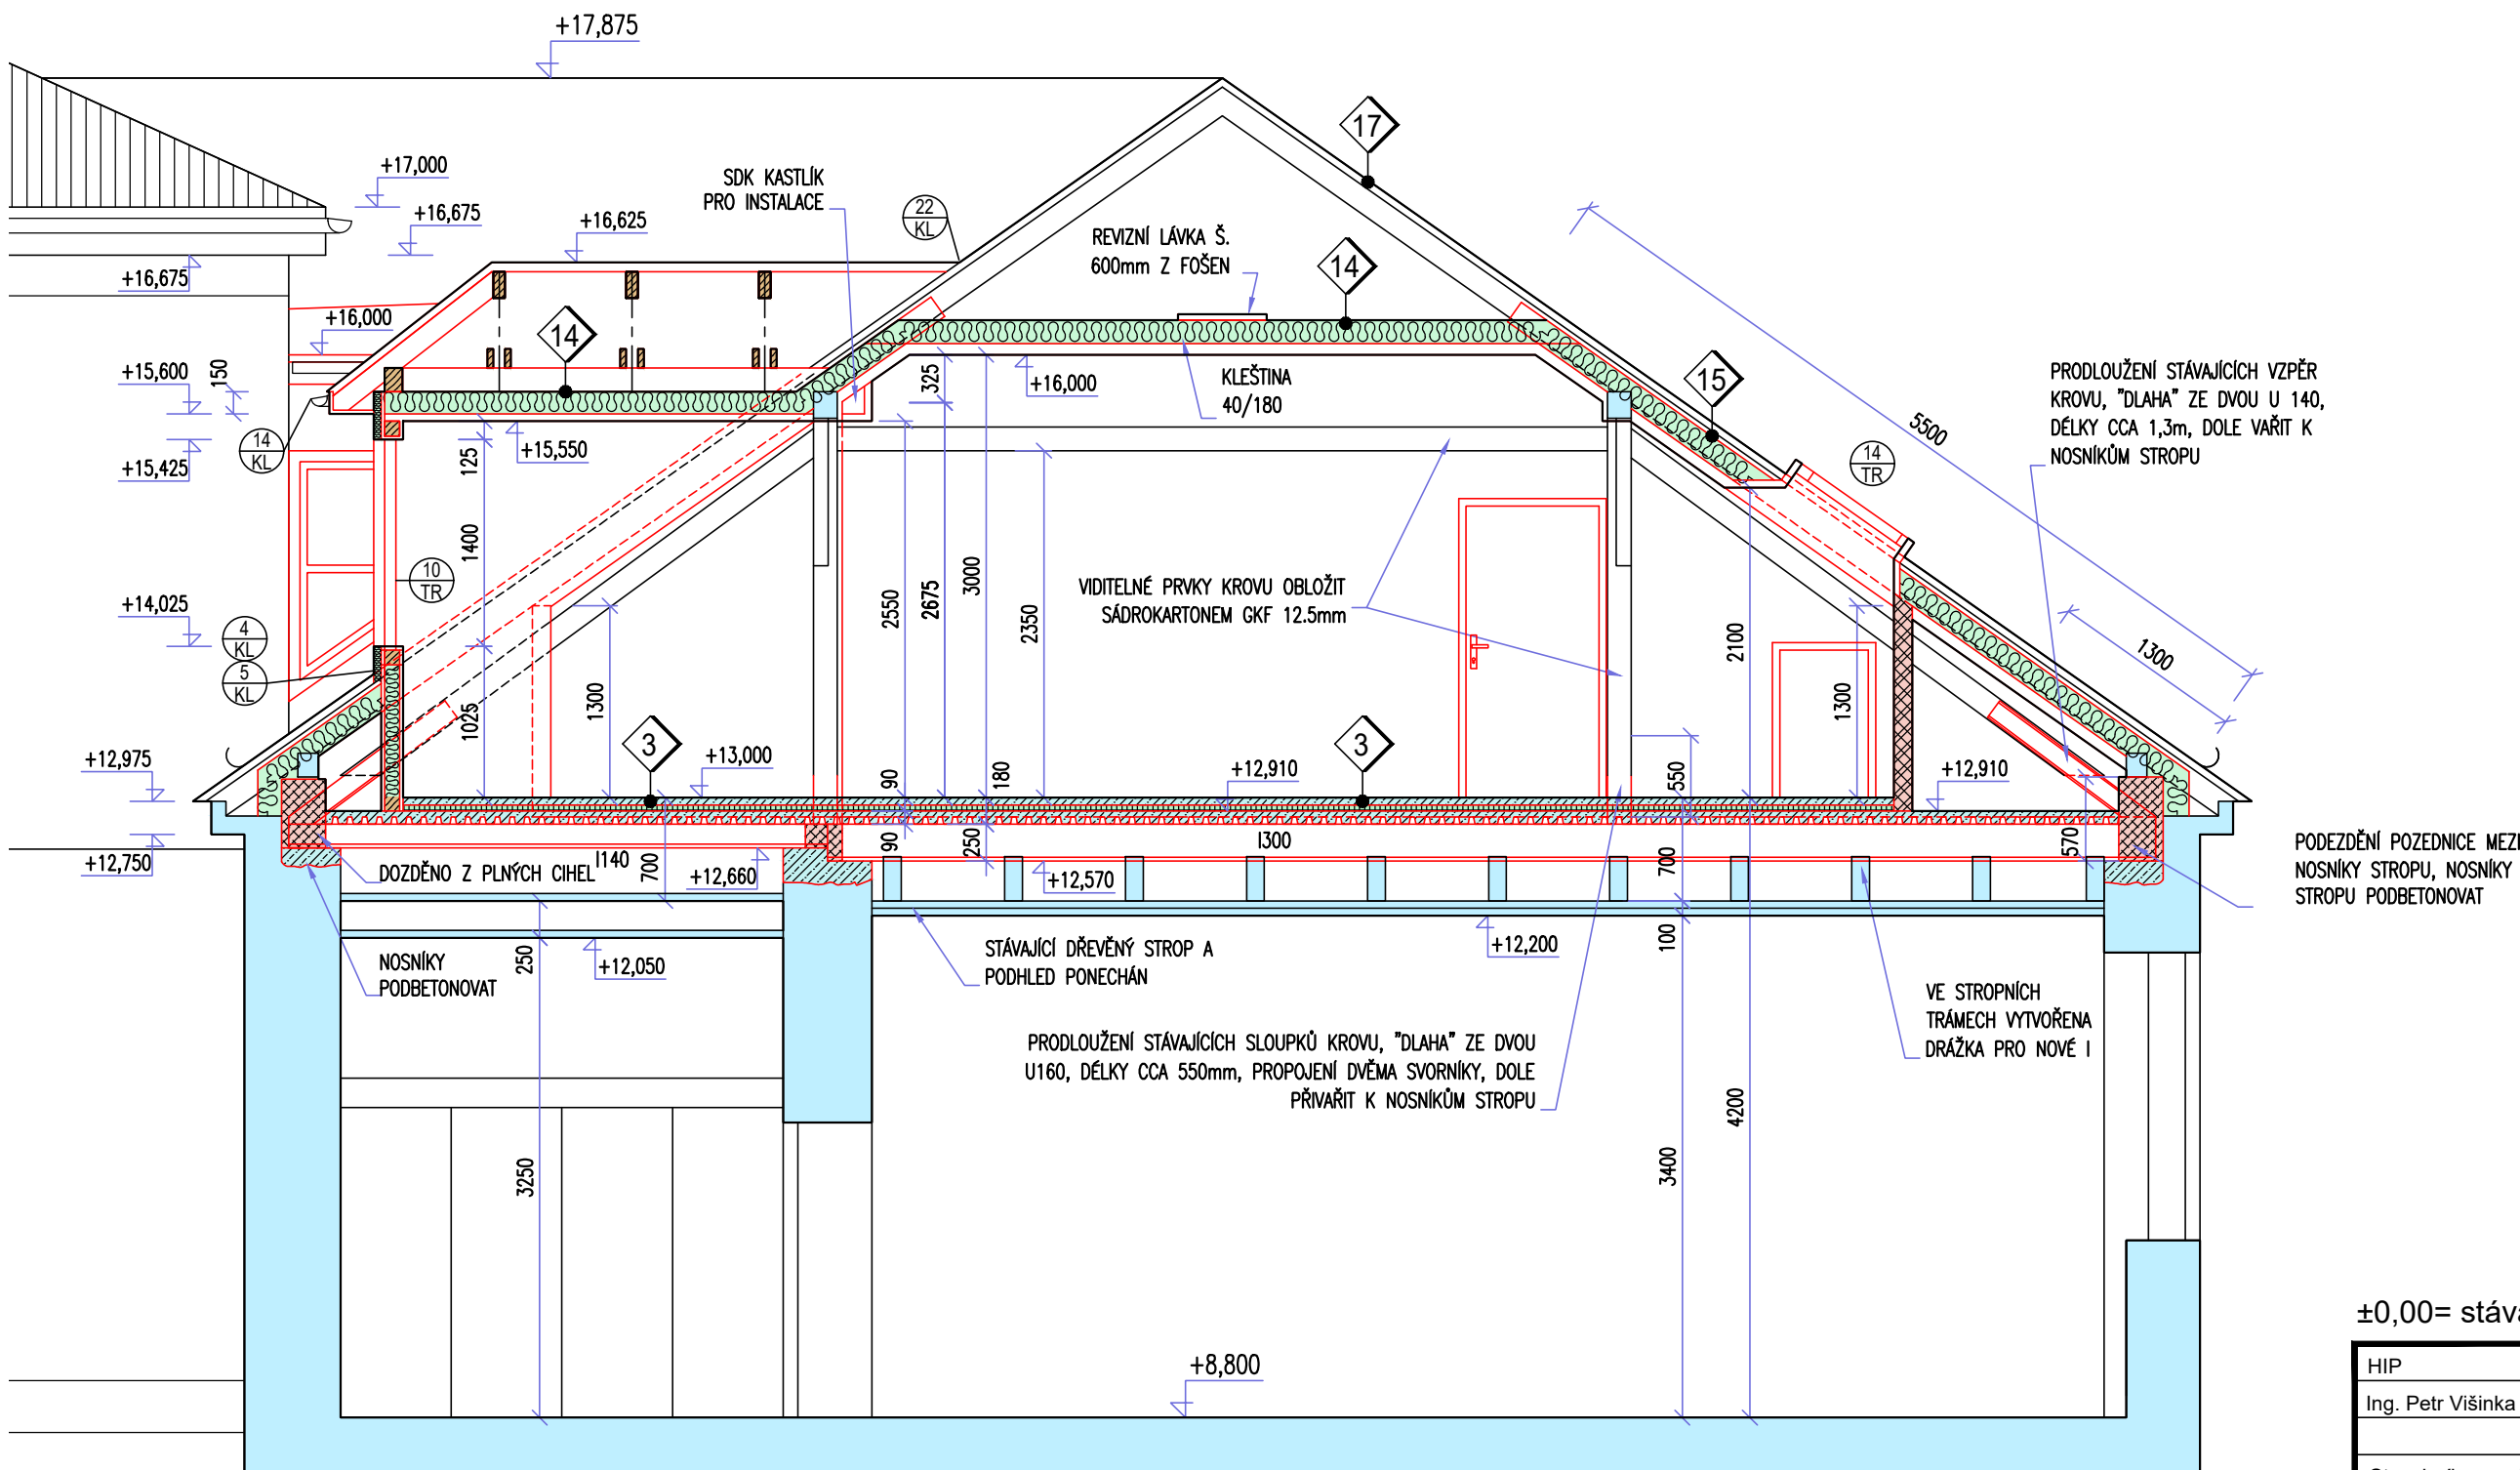 +17,875
17
+17,000
SDK KASTLÍK
PRO INSTALACE
22
KL
+16,675
+16,625
REVIZNÍ LÁVKA Š.
600mm Z FOŠEN
14
+16,675
+16,000
14
150
+15,600
325
+16,000
KLEŠTINA
40/180
15
PRODLOUŽENÍ STÁVAJÍCÍCH VZPĚR
KROVU, "DLAHA" ZE DVOU U 140,
DÉLKY CCA 1,3m, DOLE VAŘIT K
NOSNÍKŮM STROPU
5500
14
KL
+15,425
125
+15,550
14
TR
1400
10
TR
2550
2675
3000
2350
VIDITELNÉ PRVKY KROVU OBLOŽIT
SÁDROKARTONEM GKF 12.5mm
+14,025
4
KL
5
KL
2100
1300
1025
1300
1300
3
+13,000
3
+12,975
90
180
+12,910
550
+12,910
+12,750
DOZDĚNO Z PLNÝCH CIHEL
I140
700
+12,660
90
250
+12,570
I300
700
570
PODEZDĚNÍ POZEDNICE MEZI
NOSNÍKY STROPU, NOSNÍKY
STROPU PODBETONOVAT
NOSNÍKY
PODBETONOVAT
250
+12,050
STÁVAJÍCÍ DŘEVĚNÝ STROP A
PODHLED PONECHÁN
+12,200
100
VE STROPNÍCH
TRÁMECH VYTVOŘENA
DRÁŽKA PRO NOVÉ I
PRODLOUŽENÍ STÁVAJÍCÍCH SLOUPKŮ KROVU, "DLAHA" ZE DVOU
U160, DÉLKY CCA 550mm, PROPOJENÍ DVĚMA SVORNÍKY, DOLE
PŘIVAŘIT K NOSNÍKŮM STROPU
3250
3400
4200
+8,800
±0,00= stáva
HIP
Ing. Petr Višinka